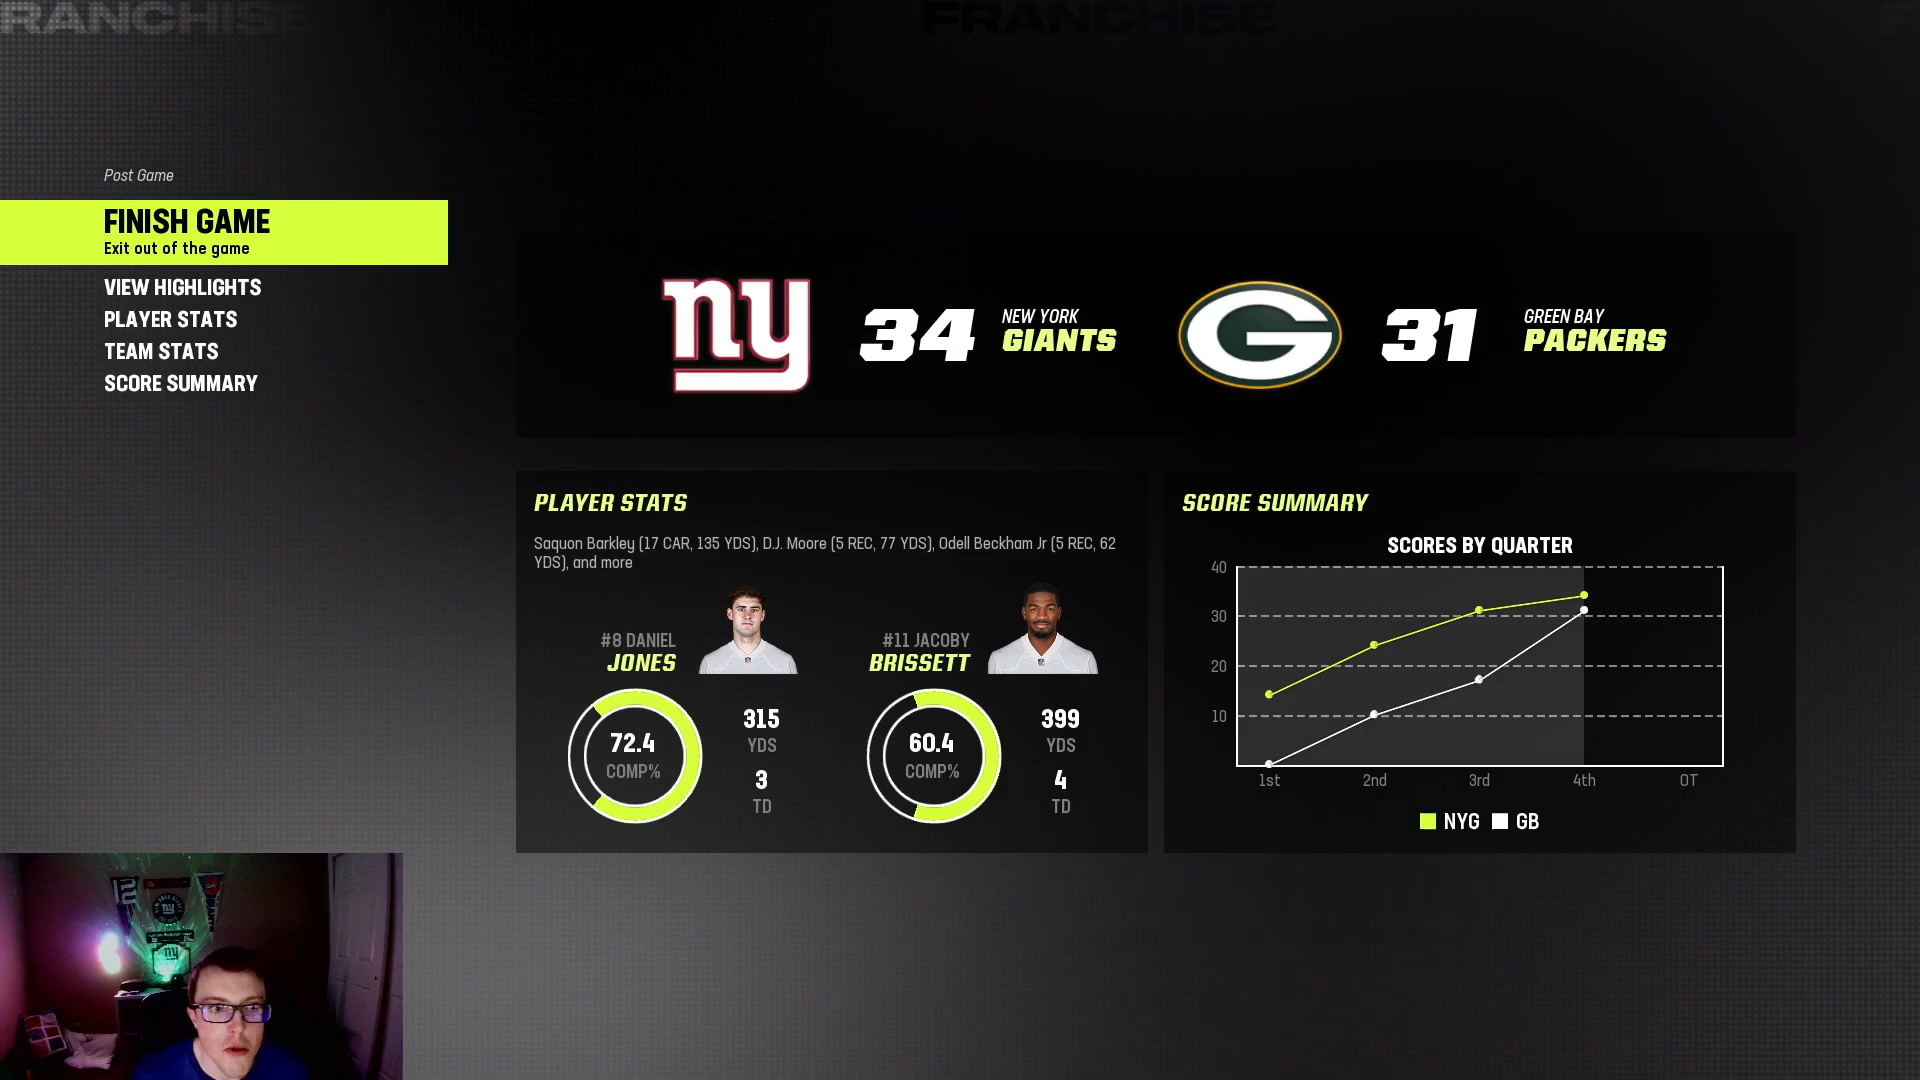 RANCHISE
FRANCHISE
F
Post Game
FINISH GAME
Exit out of the game
VIEW HIGHLIGHTS
PLAYER STATS
TEAM STATS
SCORE SUMMARY
ny
34
NEW YORK
GIANTS
G
31
GREEN BAY
PACKERS
PLAYER STATS
Saquon Barkley (17 CAR, 135 YDS), D.J. Moore (5 REC, 77 YDS), Odell Beckham Jr (5 REC, 62
YDS), and more
#8 DANIEL
JONES
72.4
COMP%
315
YDS
3
TD
#11 JACOBY
BRISSETT
60.4
COMP%
399
YDS
4
TD
SCORE SUMMARY
SCORES BY QUARTER
40
30
20
10
1st 2nd 3rd 4th OT
NYG GB
ny
ny